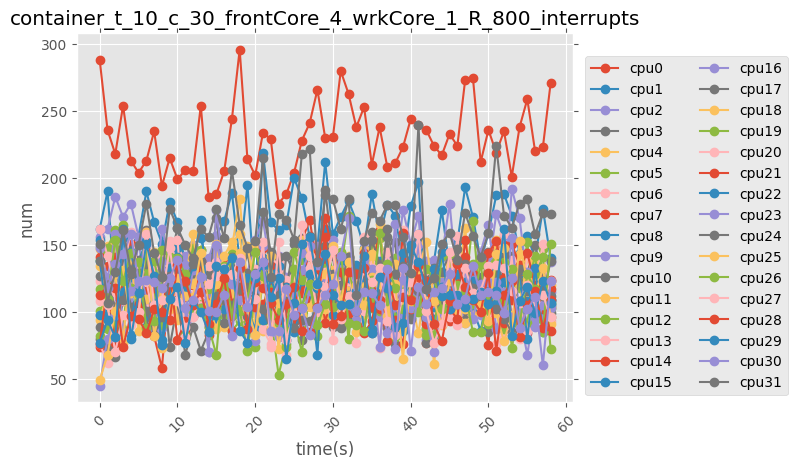 container_t_10_c_30_frontCore_4_wrkCore_1_R_800_interrupts
300
250
200
150
100
50
num
0
10
20
30
40
50
60
time(s)
cpu0 cpu16
cpu1 cpu17
cpu2 cpu18
cpu3 cpu19
cpu4 cpu20
cpu5 cpu21
cpu6 cpu22
cpu7 cpu23
cpu8 cpu24
cpu9 cpu25
cpu10 cpu26
cpu11 cpu27
cpu12 cpu28
cpu13 cpu29
cpu14 cpu30
cpu15 cpu31